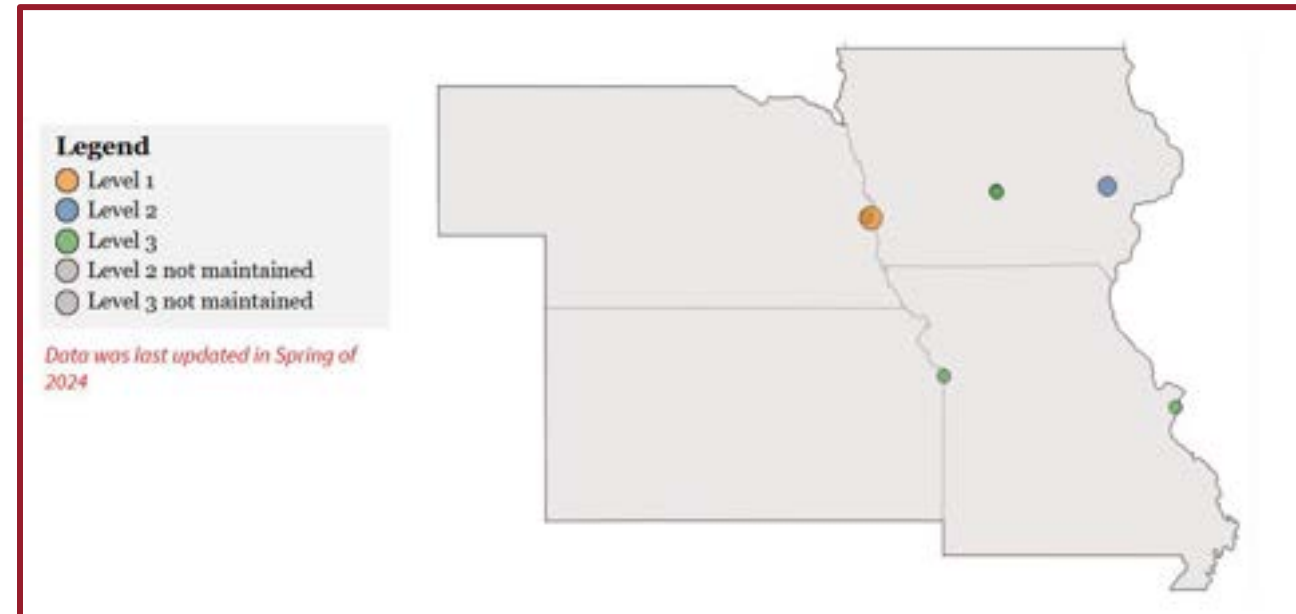 Legend
Level 1
Level 2
Level 3
Level 2 not maintained
Level 3 not maintained
Data was last updated in Spring of
2024